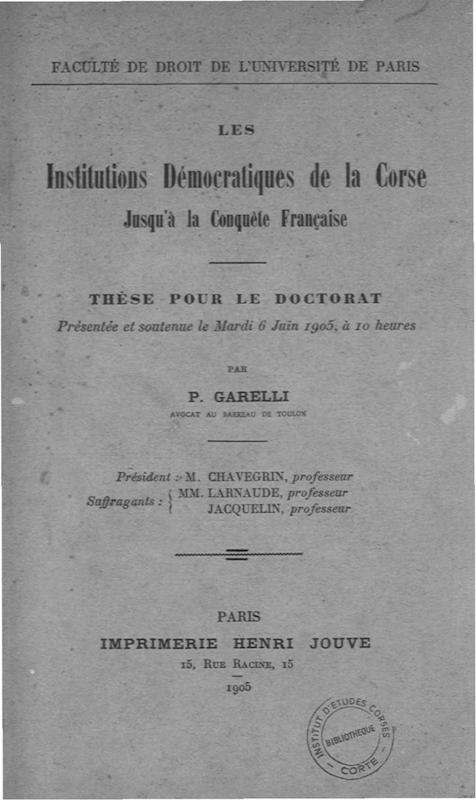 FACULTÉ DE DROIT DE L'UNIVERSITÉ DE PARIS
LES
Institutions Démocratiques de la Corse
Jusqu'à la Conquète Française
THÈSE POUR LE DOCTORAT
Présentée et soutenue le Mardi 6 Juin 1905, à 10 heures
PAR
P. GARELLI
AVOCAT AU BARREAU DE TOULON
Président : M. CHAVEGRIN, professeur
Suffragants : { MM. LARNAUDE, professeur
JACQUELIN, professeur
PARIS
IMPRIMERIE HENRI JOUVE
15, RUE RACINE, 15
1905
INSTITUT D'ETUDES CORSES
BIBLIOTHEQUE
- CORTE -